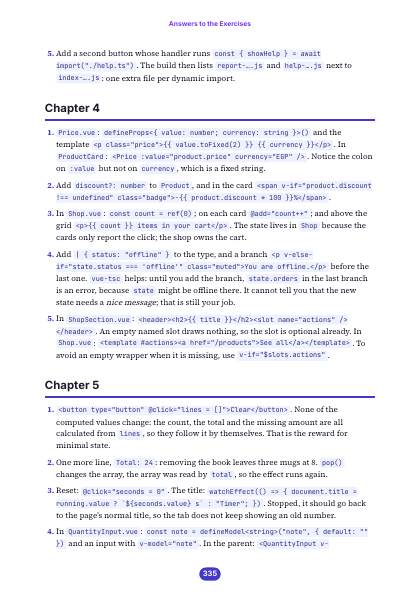 Answers to the Exercises
5. Add a second button whose handler runs const { showHelp } = await
import("./help.ts"). The build then lists report-….js and help-….js next to
index-….js: one extra file per dynamic import.
Chapter 4
1. Price.vue: defineProps<{ value: number; currency: string }>() and the
template <p class="price">{{ value.toFixed(2) }} {{ currency }}</p>. In
ProductCard: <Price :value="product.price" currency="EGP" />. Notice the colon
on :value but not on currency, which is a fixed string.
2. Add discount?: number to Product, and in the card <span v-if="product.discount
!== undefined" class="badge">-{{ product.discount * 100 }}%</span>.
3. In Shop.vue: const count = ref(0); on each card @add="count++"; and above the
grid <p>{{ count }} items in your cart</p>. The state lives in Shop because the
cards only report the click; the shop owns the cart.
4. Add | { status: "offline" } to the type, and a branch <p v-else-
if="state.status === 'offline'" class="muted">You are offline.</p> before the
last one. vue-tsc helps: until you add the branch, state.orders in the last branch
is an error, because state might be offline there. It cannot tell you that the new
state needs a nice message; that is still your job.
5. In ShopSection.vue: <header><h2>{{ title }}</h2><slot name="actions" />
</header>. An empty named slot draws nothing, so the slot is optional already. In
Shop.vue: <template #actions><a href="/products">See all</a></template>. To
avoid an empty wrapper when it is missing, use v-if="$slots.actions".
Chapter 5
1. <button type="button" @click="lines = []">Clear</button>. None of the
computed values change: the count, the total and the missing amount are all
calculated from lines, so they follow it by themselves. That is the reward for
minimal state.
2. One more line, Total: 24: removing the book leaves three mugs at 8. pop()
changes the array, the array was read by total, so the effect runs again.
3. Reset: @click="seconds = 0". The title: watchEffect(() => { document.title =
running.value ? `${seconds.value} s` : "Timer"; }). Stopped, it should go back
to the page's normal title, so the tab does not keep showing an old number.
4. In QuantityInput.vue: const note = defineModel<string>("note", { default: ""
}) and an input with v-model="note". In the parent: <QuantityInput v-
335